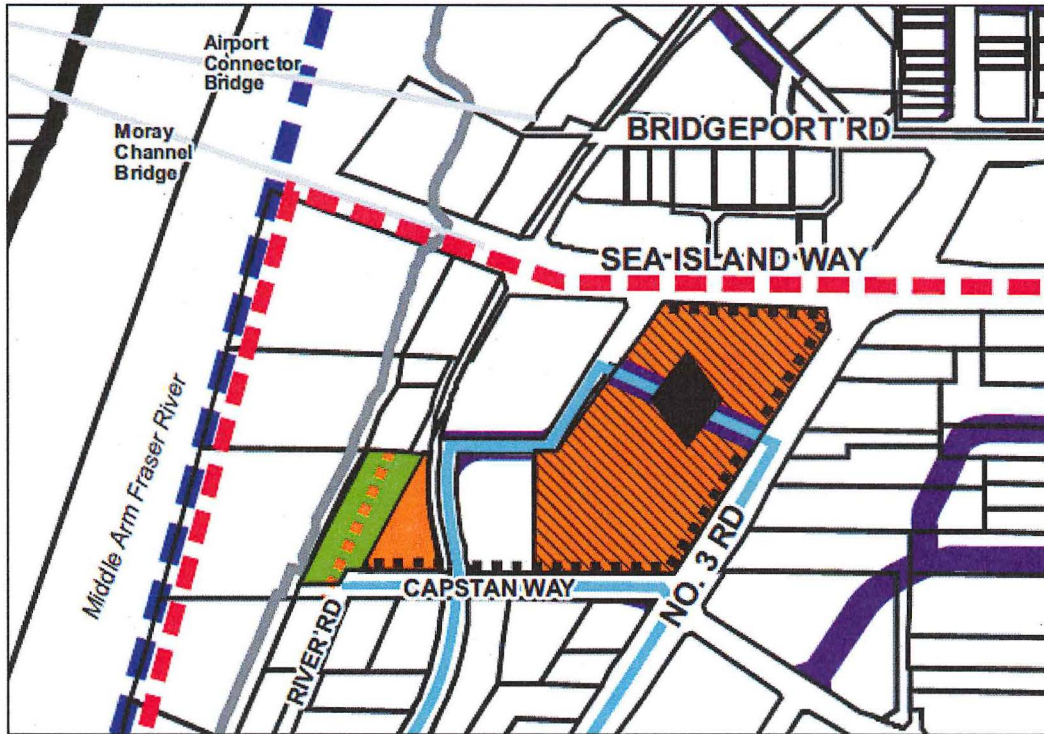 Airport
Connector
Bridge
Moray
Channel
Bridge
BRIDGEPORT RD
SEA ISLAND WAY
Middle Arm Fraser River
CAPSTAN WAY
RIVER RD
NO. 3 RD